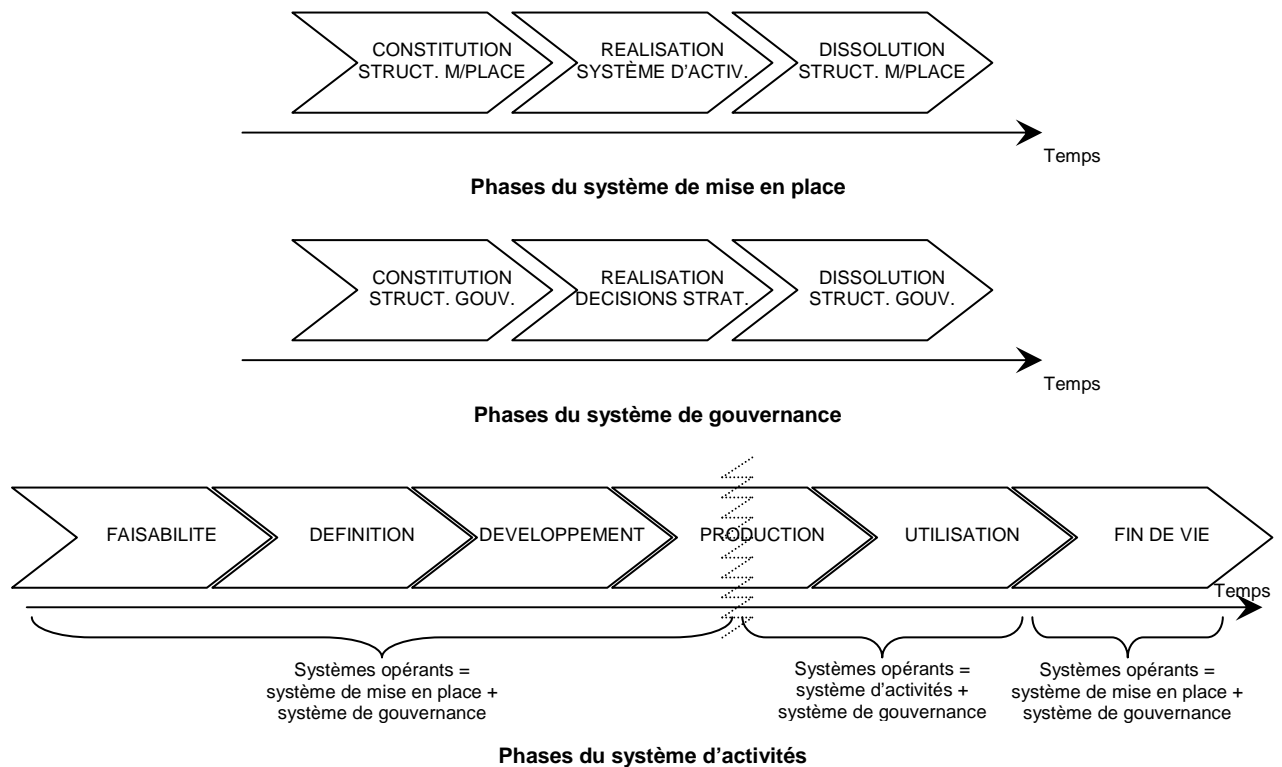 CONSTITUTION
STRUCT. M/PLACE
REALISATION
SYSTÈME D'ACTIV.
DISSOLUTION
STRUCT. M/PLACE
Temps
Phases du système de mise en place
CONSTITUTION
STRUCT. GOUV.
REALISATION
DECISIONS STRAT.
DISSOLUTION
STRUCT. GOUV.
Temps
Phases du système de gouvernance
FAISABILITE
DEFINITION
DEVELOPPEMENT
PRODUCTION
UTILISATION
FIN DE VIE
Temps
Systèmes opérants =
système de mise en place +
système de gouvernance
Systèmes opérants =
système d'activités +
système de gouvernance
Systèmes opérants =
système de mise en place +
système de gouvernance
Phases du système d'activités